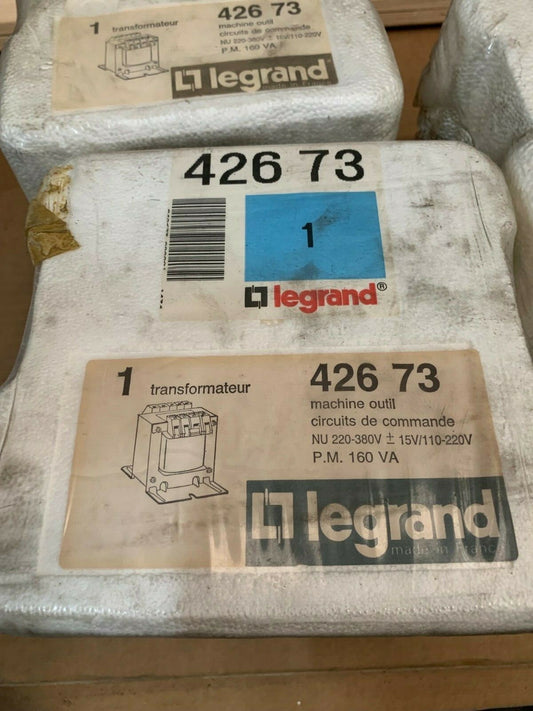 1 transformateur
426 73
machine outil
circuits de commande
NU 220-380V ± 15V/110-220V
P.M. 160 VA
legrand
made in France
426 73
1
legrand®
1 transformateur
426 73
machine outil
circuits de commande
NU 220-380V ± 15V/110-220V
P.M. 160 VA
legrand
made in France